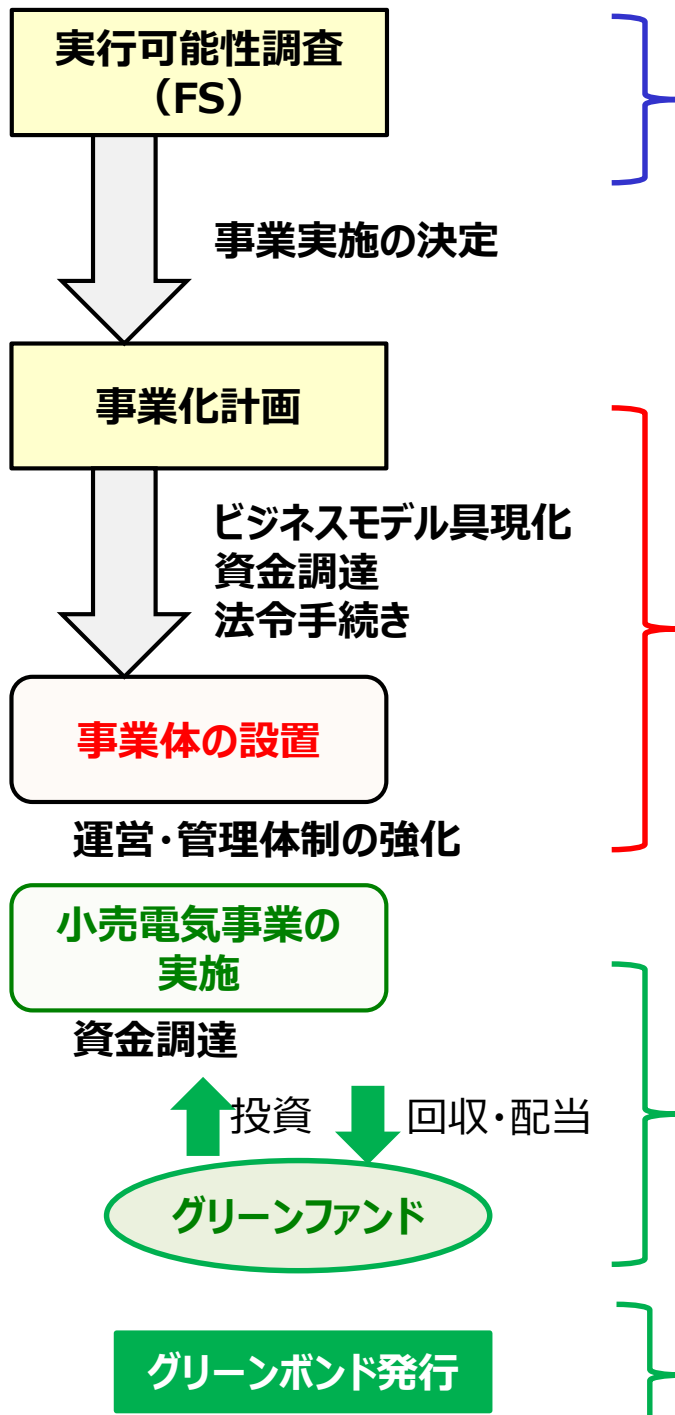 実行可能性調査
（FS）
事業実施の決定
事業化計画
ビジネスモデル具現化
資金調達
法令手続き
事業体の設置
運営・管理体制の強化
小売電気事業の
実施
資金調達
投資
回収・配当
グリーンファンド
グリーンボンド発行